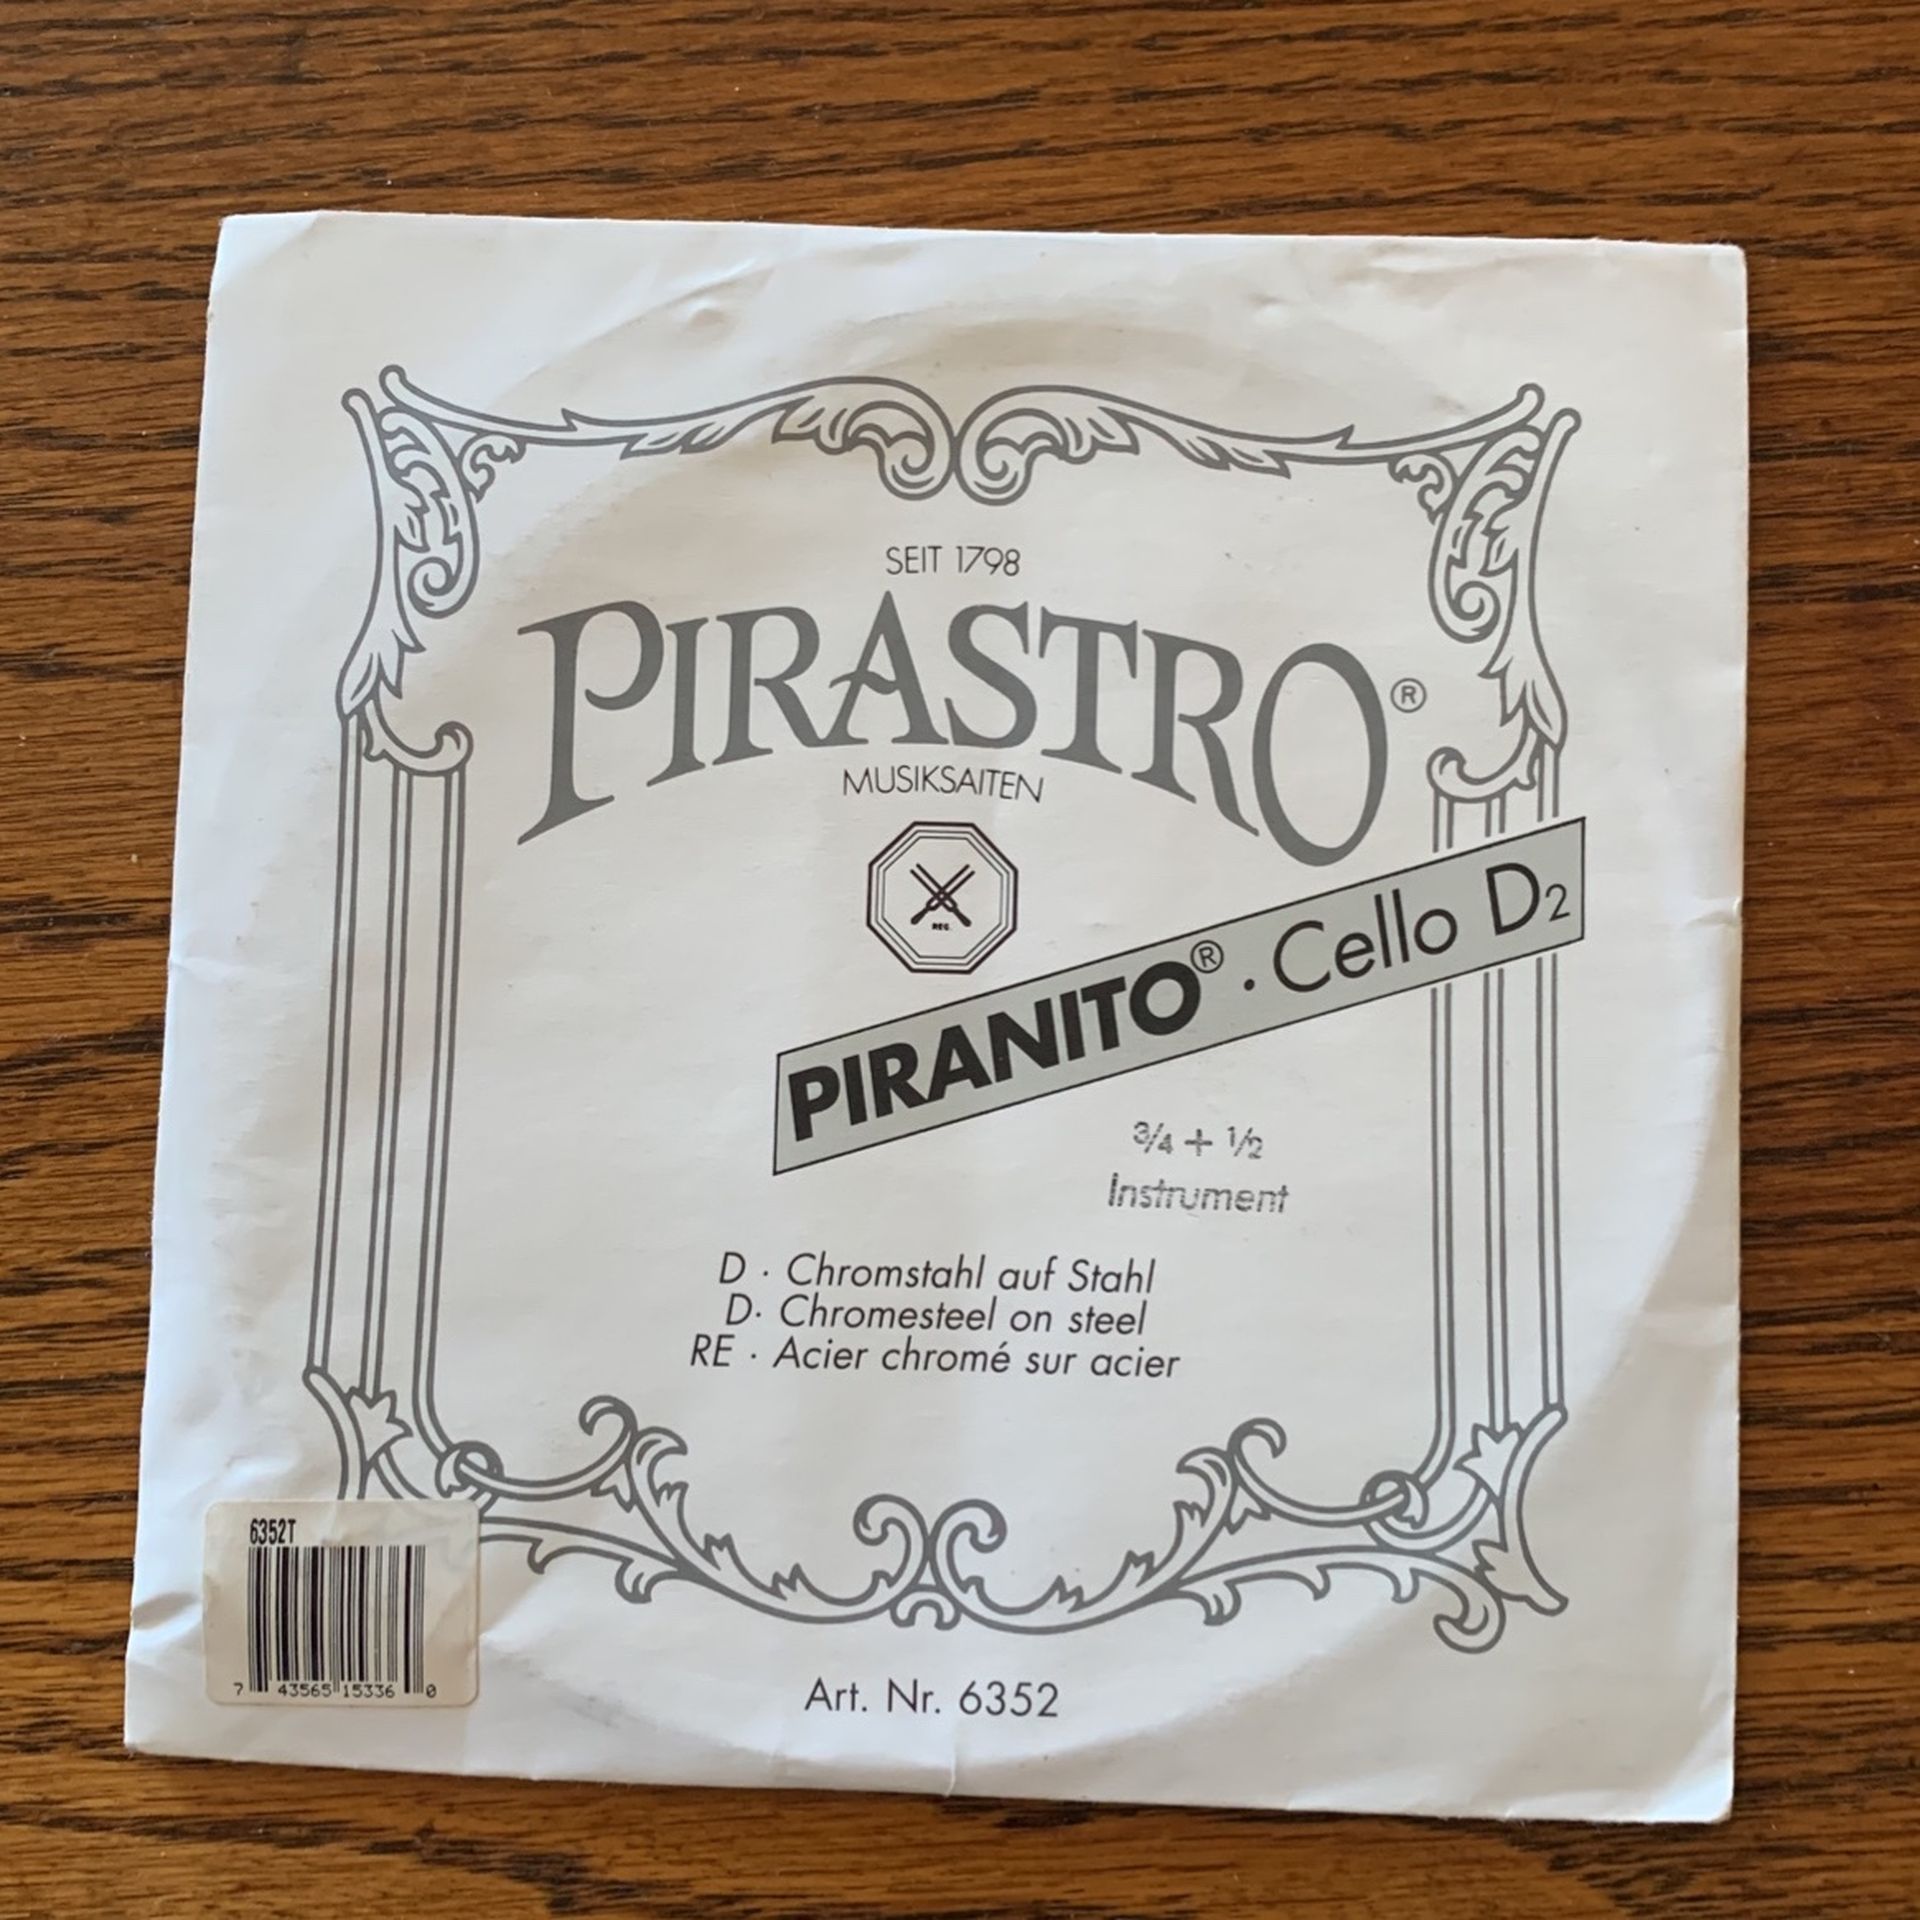 SEIT 1798
PIRASTRO®
MUSIKSAITEN
REG.
PIRANITO® · Cello D2
3/4 + 1/2
Instrument
D · Chromstahl auf Stahl
D· Chromesteel on steel
RE · Acier chromé sur acier
6352T
7 43565 15336 0
Art. Nr. 6352